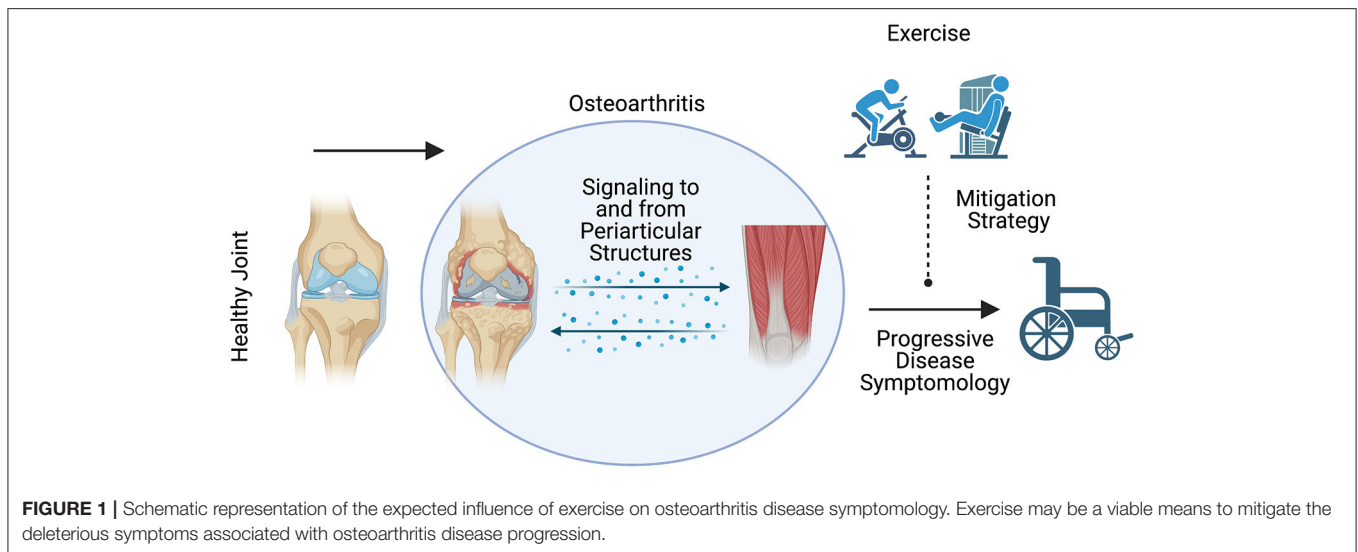 Exercise
Osteoarthritis
Healthy Joint
Signaling to
and from
Periarticular
Structures
Mitigation
Strategy
Progressive
Disease
Symptomology
FIGURE 1 | Schematic representation of the expected influence of exercise on osteoarthritis disease symptomology. Exercise may be a viable means to mitigate the
deleterious symptoms associated with osteoarthritis disease progression.